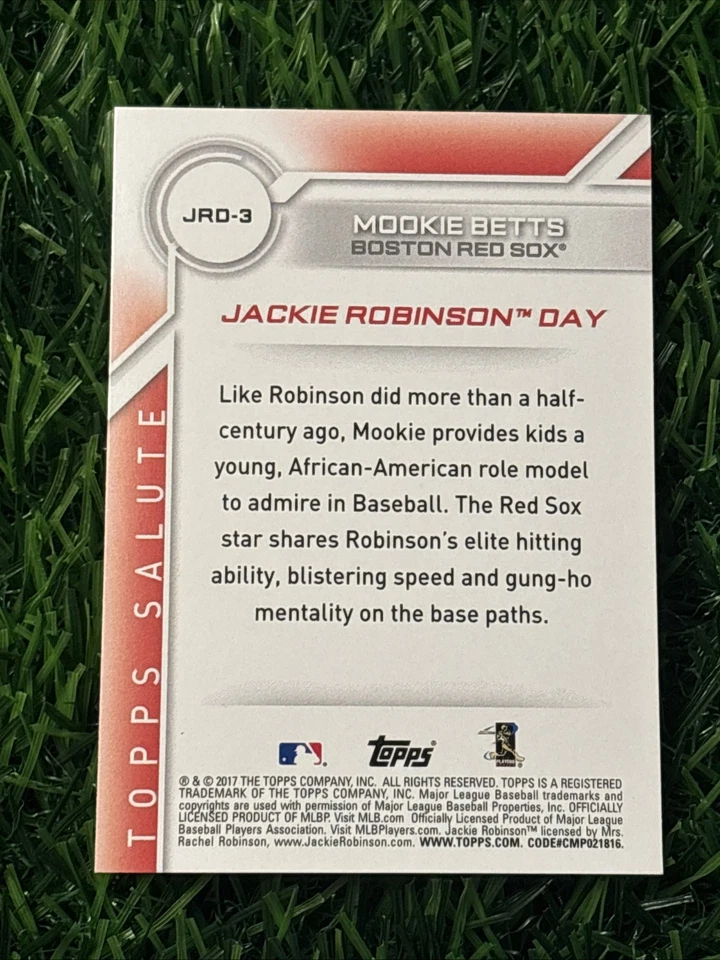 JRD-3
MOOKIE BETTS
BOSTON RED SOX®
JACKIE ROBINSON™ DAY
Like Robinson did more than a half-
century ago, Mookie provides kids a
young, African-American role model
to admire in Baseball. The Red Sox
star shares Robinson's elite hitting
ability, blistering speed and gung-ho
mentality on the base paths.
TOPPS SALUTE
Topps®
PLAYERS
® & © 2017 THE TOPPS COMPANY, INC. ALL RIGHTS RESERVED. TOPPS IS A REGISTERED
TRADEMARK OF THE TOPPS COMPANY, INC. Major League Baseball trademarks and
copyrights are used with permission of Major League Baseball Properties, Inc. OFFICIALLY
LICENSED PRODUCT OF MLBP. Visit MLB.com Officially Licensed Product of Major League
Baseball Players Association. Visit MLBPlayers.com. Jackie Robinson™ licensed by Mrs.
Rachel Robinson, www.JackieRobinson.com. WWW.TOPPS.COM. CODE#CMP021816.